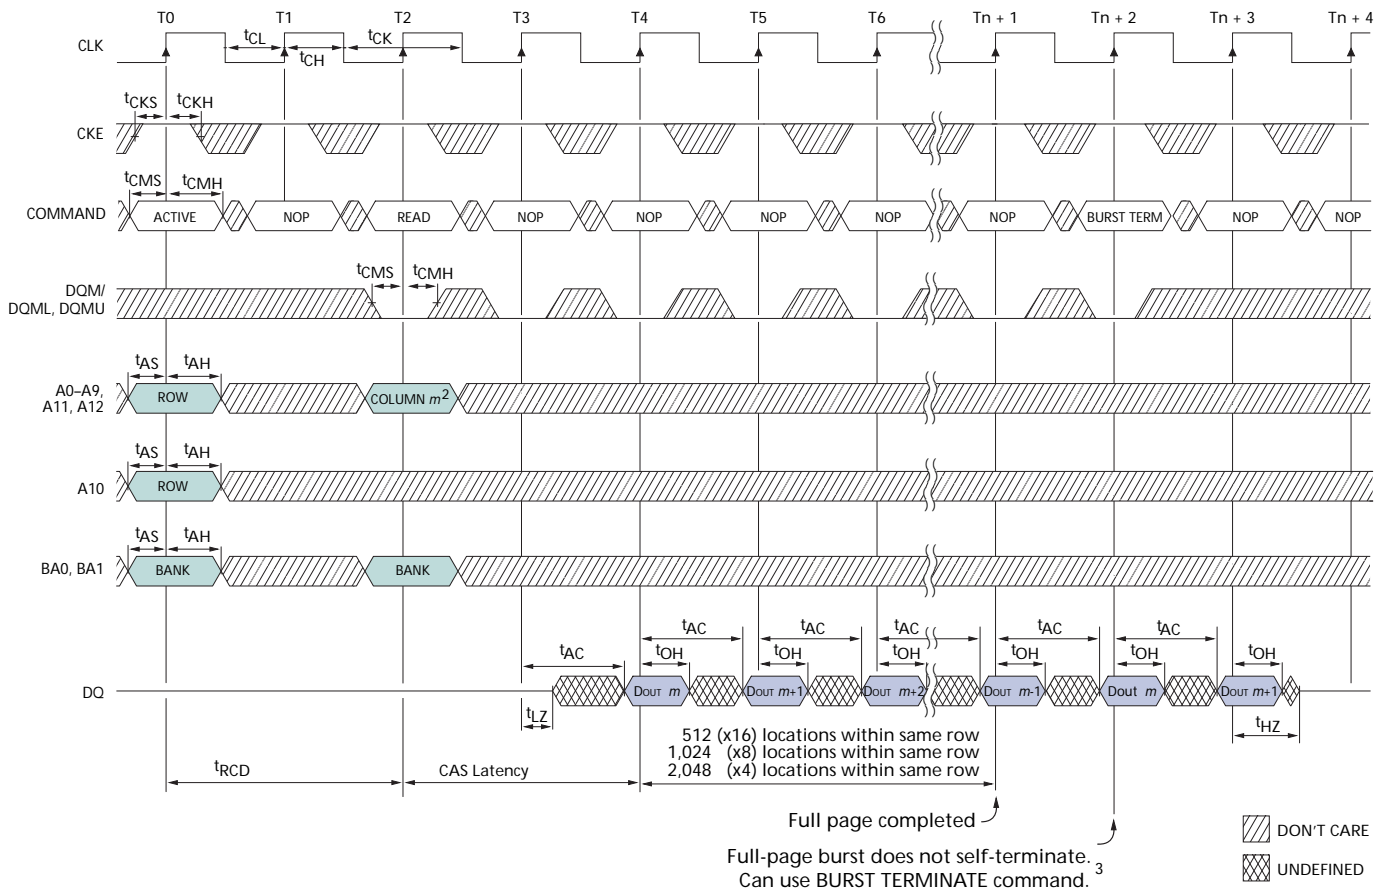 T0 T1 T2 T3 T4 T5 T6 Tn + 1 Tn + 2 Tn + 3 Tn + 4
CLK tCL tCH tCK
tCKS tCKH
CKE
tCMS tCMH
COMMAND ACTIVE NOP READ NOP NOP NOP NOP NOP BURST TERM NOP NOP
tCMS tCMH
DQM/
DQML, DQMU
tAS tAH
A0–A9,
A11, A12 ROW COLUMN m2
tAS tAH
A10 ROW
tAS tAH
BA0, BA1 BANK BANK
tAC tAC tAC tAC tAC tAC
tOH tOH tOH tOH tOH tOH
DQ DOUT m DOUT m+1 DOUT m+2 DOUT m-1 Dout m DOUT m+1
tLZ tHZ
512 (x16) locations within same row
1,024 (x8) locations within same row
2,048 (x4) locations within same row
tRCD CAS Latency
Full page completed
Full-page burst does not self-terminate. 3
Can use BURST TERMINATE command.
DON'T CARE
UNDEFINED